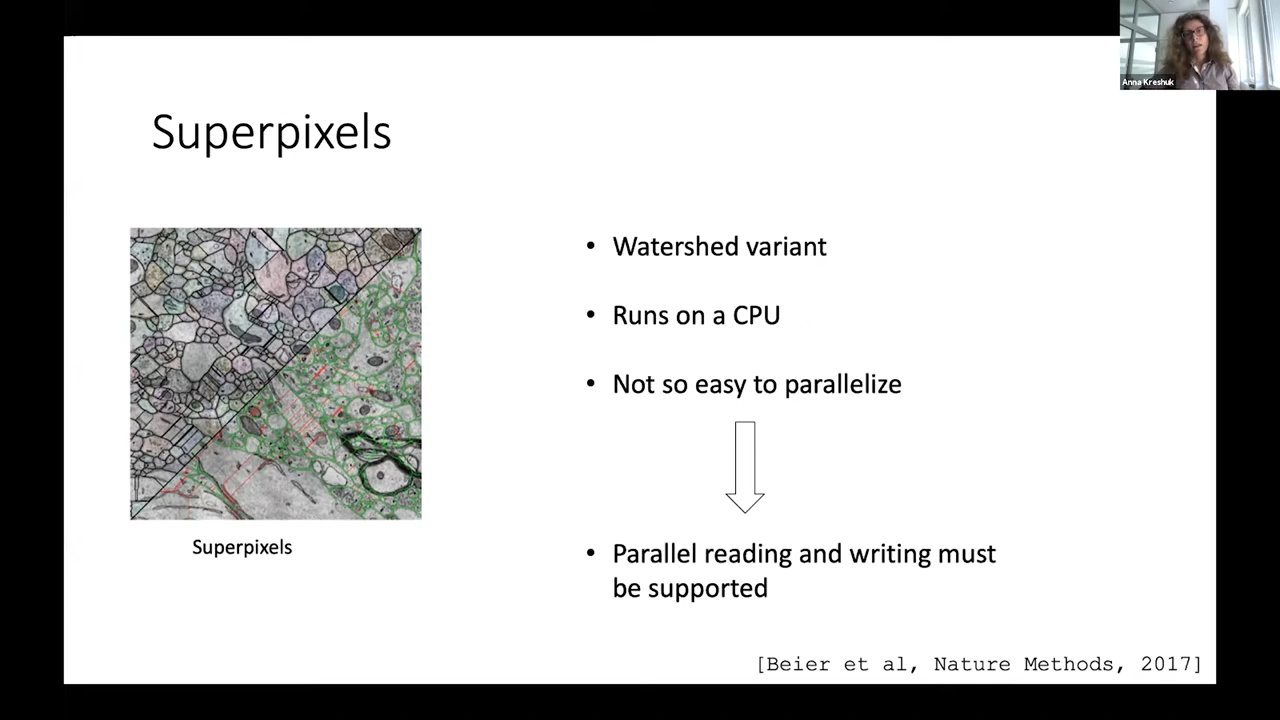 Anna Kreshuk
Superpixels
• Watershed variant
• Runs on a CPU
• Not so easy to parallelize
Superpixels
• Parallel reading and writing must
be supported
[Beier et al, Nature Methods, 2017]